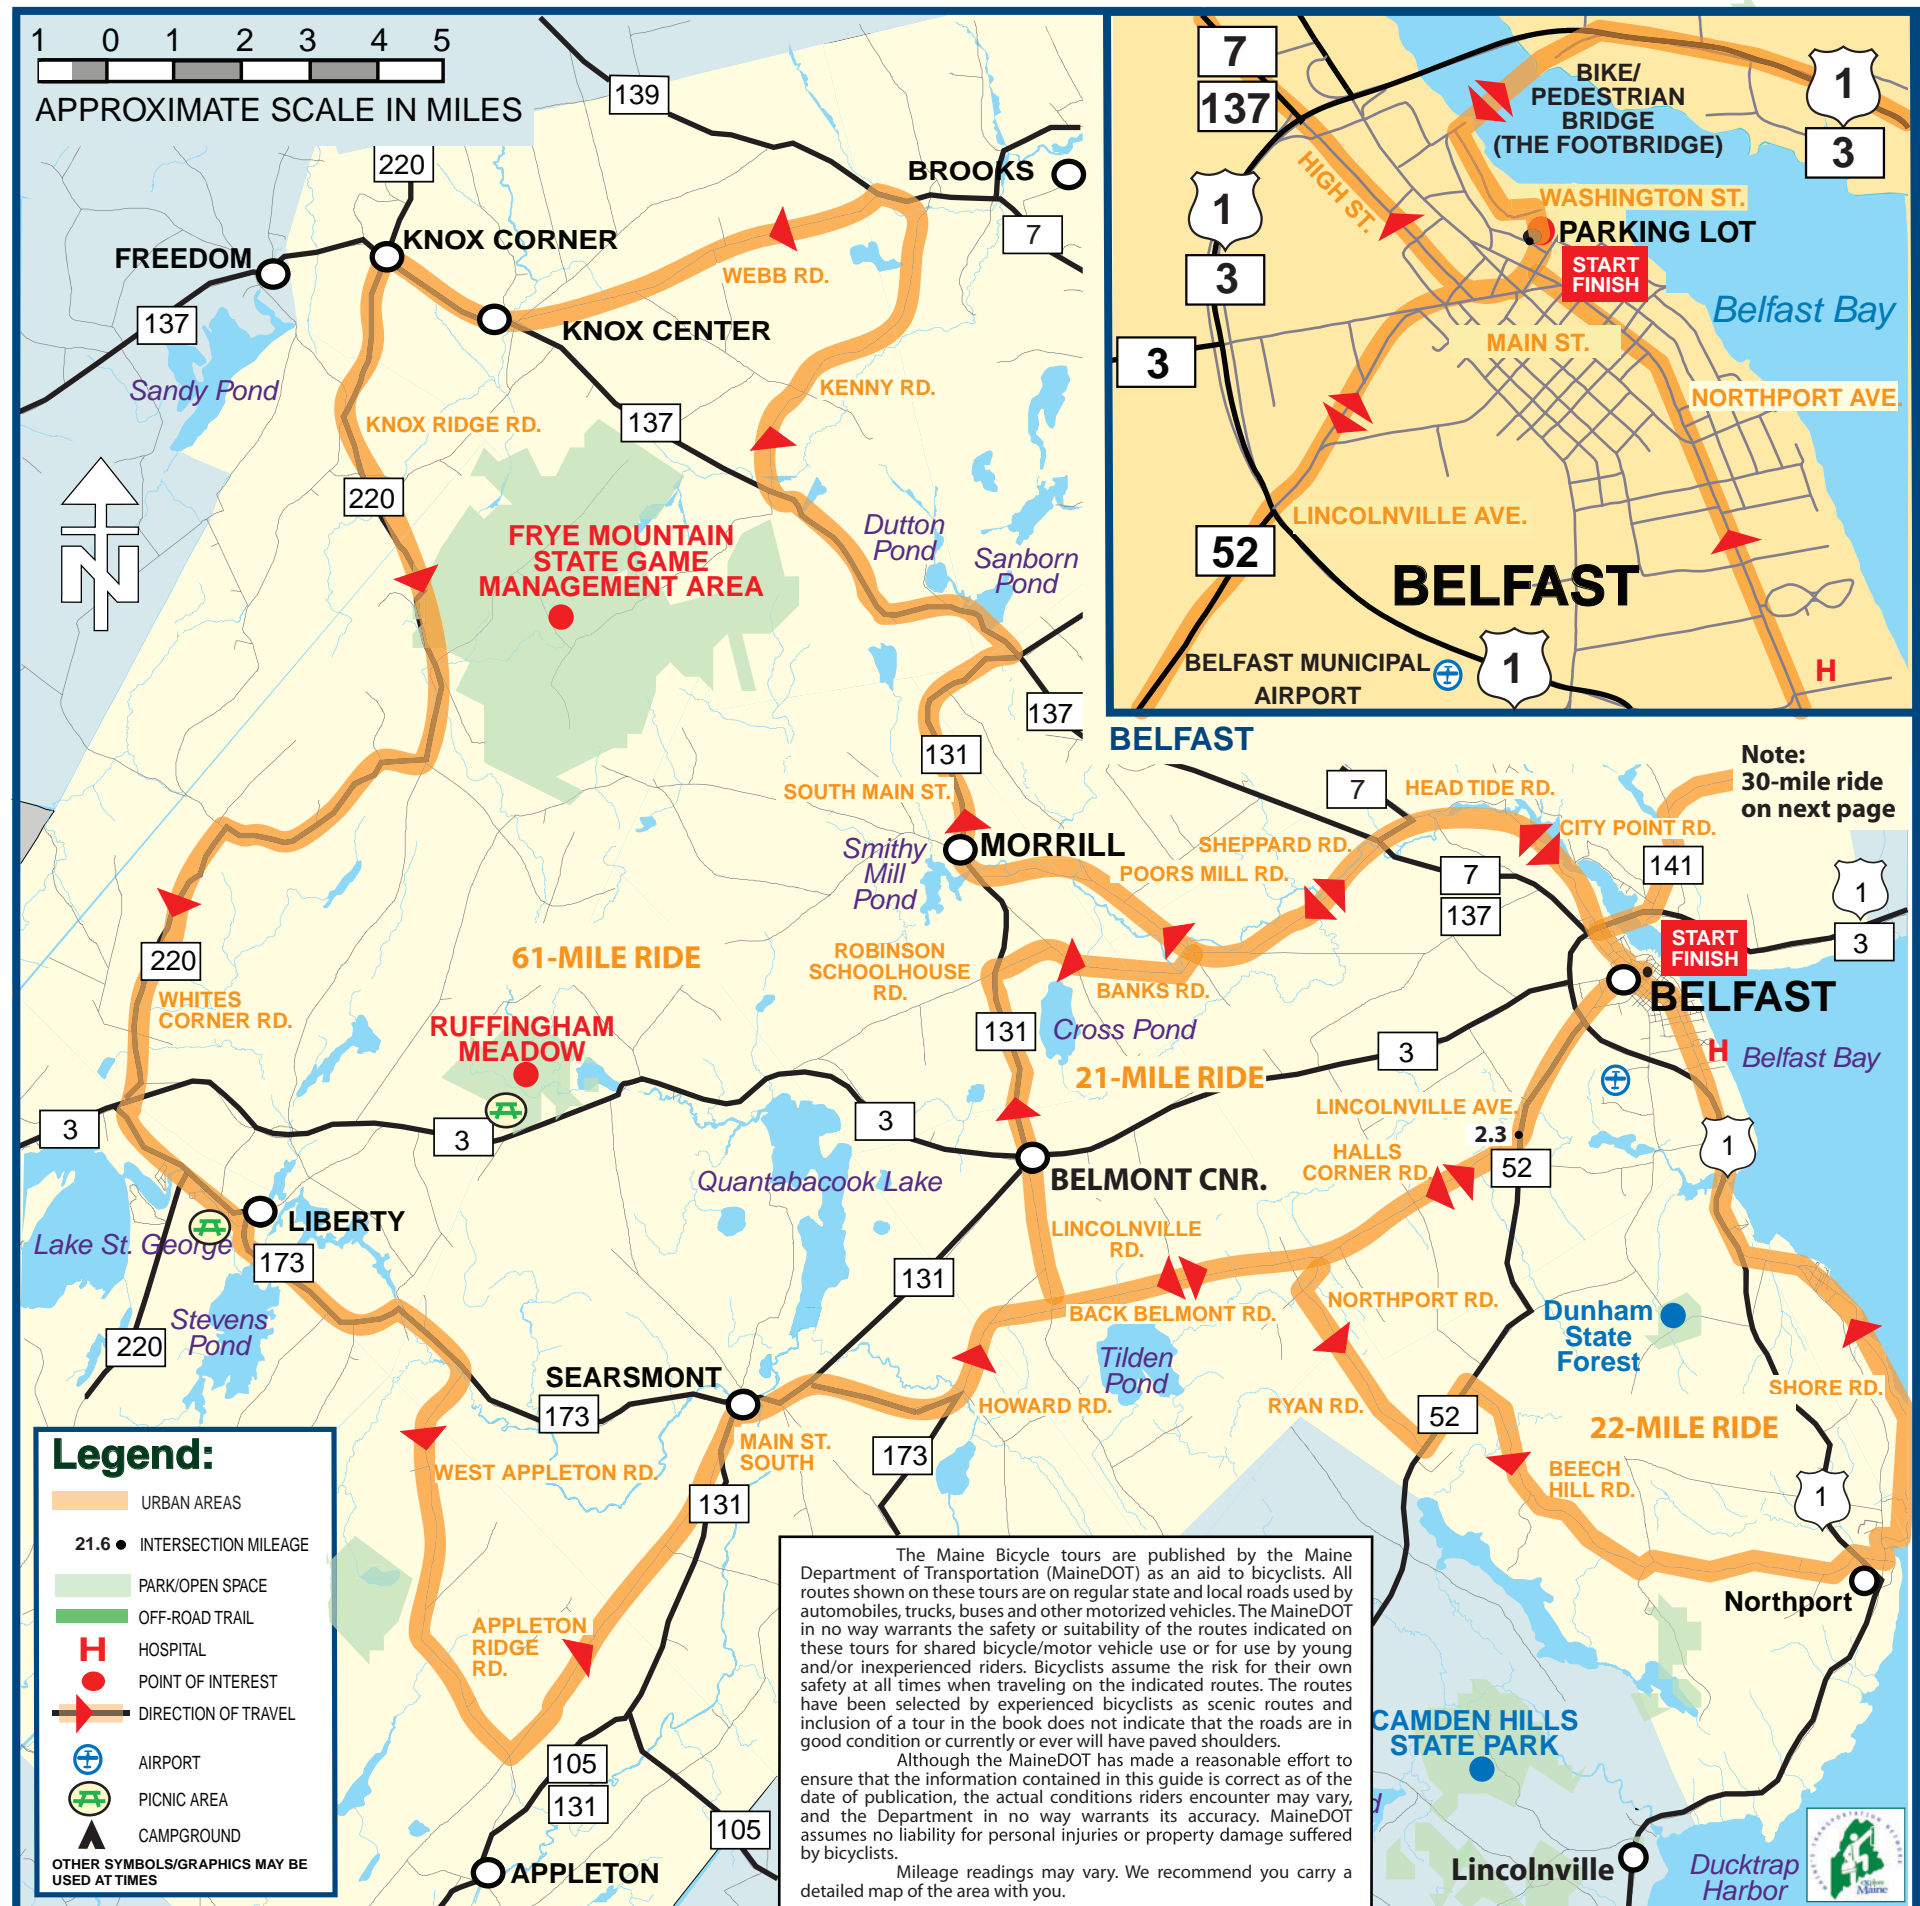 1 0 1 2 3 4 5
APPROXIMATE SCALE IN MILES
139
220
BROOKS
7
KNOX CORNER
FREEDOM
WEBB RD.
137
KNOX CENTER
Sandy Pond
KENNY RD.
KNOX RIDGE RD.
137
220
N
FRYE MOUNTAIN
STATE GAME
MANAGEMENT AREA
Dutton
Pond
Sanborn
Pond
137
131
SOUTH MAIN ST.
MORRILL
Smithy
Mill
Pond
7
137
BIKE/
PEDESTRIAN
BRIDGE
(THE FOOTBRIDGE)
1
3
HIGH ST.
1
3
WASHINGTON ST.
PARKING LOT
START
FINISH
Belfast Bay
3
MAIN ST.
NORTHPORT AVE.
LINCOLNVILLE AVE.
52
BELFAST
BELFAST MUNICIPAL
AIRPORT
1
H
BELFAST
Note:
30-mile ride
on next page
7
HEAD TIDE RD.
CITY POINT RD.
SHEPPARD RD.
POORS MILL RD.
7
137
141
1
3
START
FINISH
BELFAST
H
Belfast Bay
220
61-MILE RIDE
ROBINSON
SCHOOLHOUSE
RD.
BANKS RD.
WHITES
CORNER RD.
RUFFINGHAM
MEADOW
131
Cross Pond
3
21-MILE RIDE
LINCOLNVILLE AVE.
2.3
3
3
3
HALLS
CORNER RD.
52
1
Quantabacook Lake
BELMONT CNR.
LIBERTY
Lake St. George
173
LINCOLNVILLE
RD.
131
BACK BELMONT RD.
NORTHPORT RD.
Dunham
State
Forest
220
Stevens
Pond
Tilden
Pond
SEARSMONT
173
HOWARD RD.
RYAN RD.
52
SHORE RD.
22-MILE RIDE
MAIN ST.
SOUTH
173
WEST APPLETON RD.
131
BEECH
HILL RD.
1
Northport
APPLETON
RIDGE
RD.
105
131
105
APPLETON
CAMDEN HILLS
STATE PARK
Lincolnville
Ducktrap
Harbor
Legend:
URBAN AREAS
21.6 INTERSECTION MILEAGE
PARK/OPEN SPACE
OFF-ROAD TRAIL
H HOSPITAL
POINT OF INTEREST
DIRECTION OF TRAVEL
AIRPORT
PICNIC AREA
CAMPGROUND
OTHER SYMBOLS/GRAPHICS MAY BE
USED AT TIMES
The Maine Bicycle tours are published by the Maine
Department of Transportation (MaineDOT) as an aid to bicyclists. All
routes shown on these tours are on regular state and local roads used by
automobiles, trucks, buses and other motorized vehicles. The MaineDOT
in no way warrants the safety or suitability of the routes indicated on
these tours for shared bicycle/motor vehicle use or for use by young
and/or inexperienced riders. Bicyclists assume the risk for their own
safety at all times when traveling on the indicated routes. The routes
have been selected by experienced bicyclists as scenic routes and
inclusion of a tour in the book does not indicate that the roads are in
good condition or currently or ever will have paved shoulders.
Although the MaineDOT has made a reasonable effort to
ensure that the information contained in this guide is correct as of the
date of publication, the actual conditions riders encounter may vary,
and the Department in no way warrants its accuracy. MaineDOT
assumes no liability for personal injuries or property damage suffered
by bicyclists.
Mileage readings may vary. We recommend you carry a
detailed map of the area with you.
explore
Maine